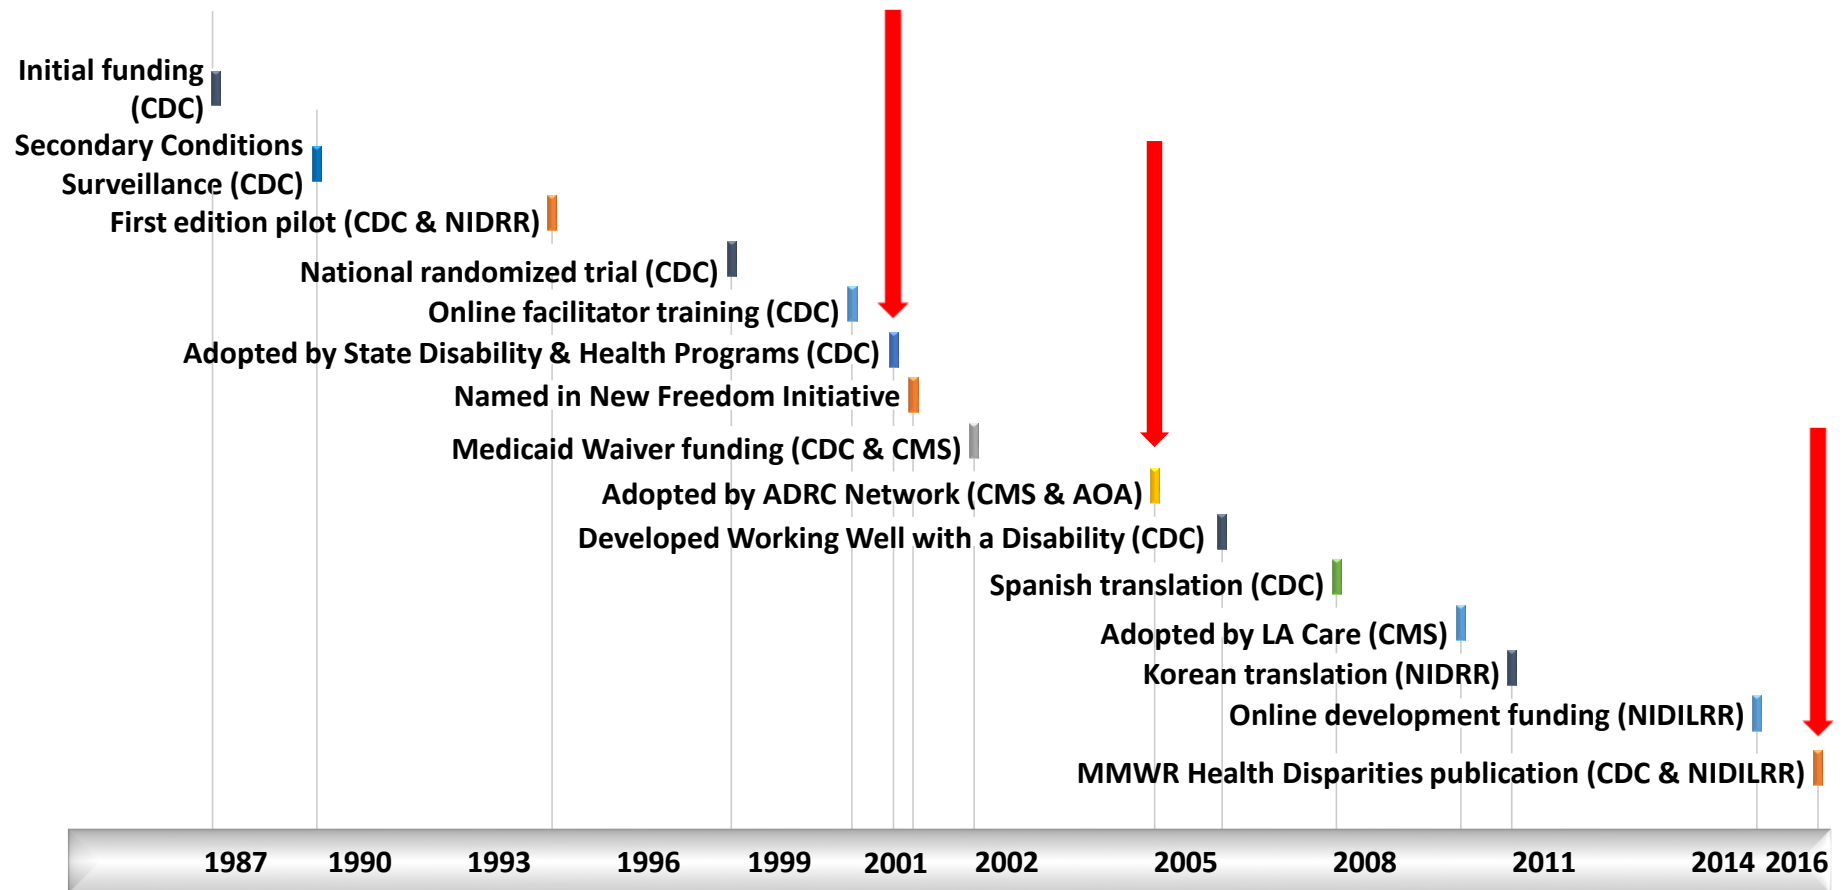 Initial funding
(CDC)
Secondary Conditions
Surveillance (CDC)
First edition pilot (CDC & NIDRR)
National randomized trial (CDC)
Online facilitator training (CDC)
Adopted by State Disability & Health Programs (CDC)
Named in New Freedom Initiative
Medicaid Waiver funding (CDC & CMS)
Adopted by ADRC Network (CMS & AOA)
Developed Working Well with a Disability (CDC)
Spanish translation (CDC)
Adopted by LA Care (CMS)
Korean translation (NIDRR)
Online development funding (NIDILRR)
MMWR Health Disparities publication (CDC & NIDILRR)
1987 1990 1993 1996 1999 2001 2002 2005 2008 2011 2014 2016